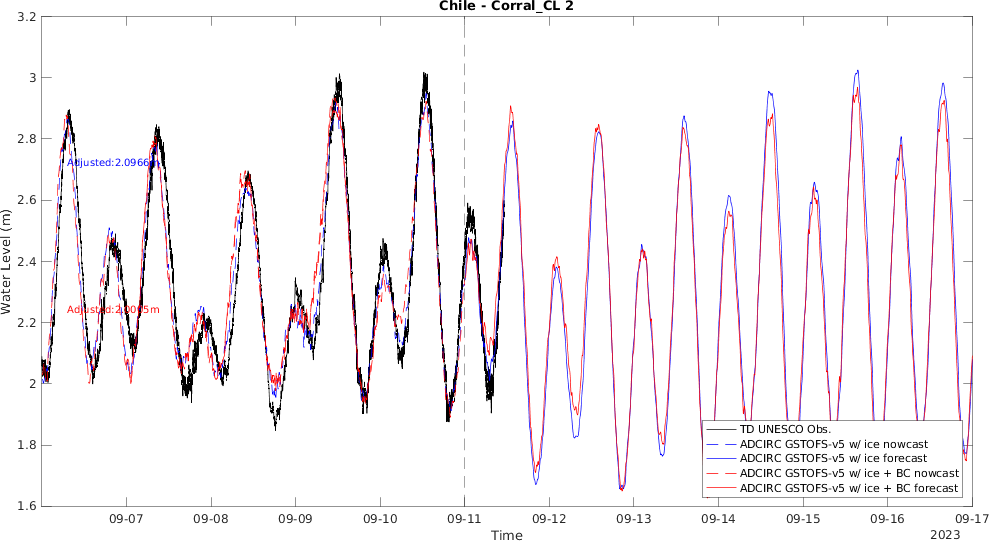 Chile - Corral_CL 2
3.2
3
2.8
2.6
2.4
2.2
2
1.8
1.6
Water Level (m)
Adjusted:2.0966m
TD UNESCO Obs.
ADCIRC GSTOFS-v5 w/ ice nowcast
ADCIRC GSTOFS-v5 w/ ice forecast
ADCIRC GSTOFS-v5 w/ ice + BC nowcast
ADCIRC GSTOFS-v5 w/ ice + BC forecast
09-07 09-08 09-09 09-10 09-11 09-12 09-13 09-14 09-15 09-16 09-17
Time
2023